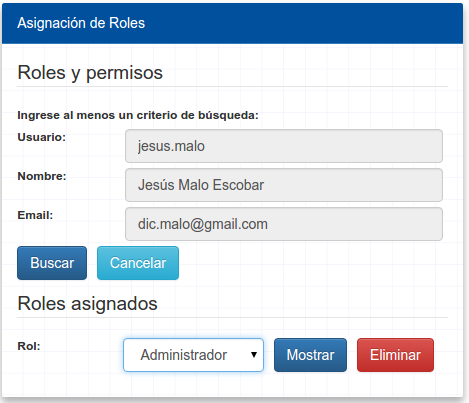 Asignación de Roles
Roles y permisos
Ingrese al menos un criterio de búsqueda:
Usuario: jesus.malo
Nombre: Jesús Malo Escobar
Email: dic.malo@gmail.com
Buscar Cancelar
Roles asignados
Rol: Administrador Mostrar Eliminar